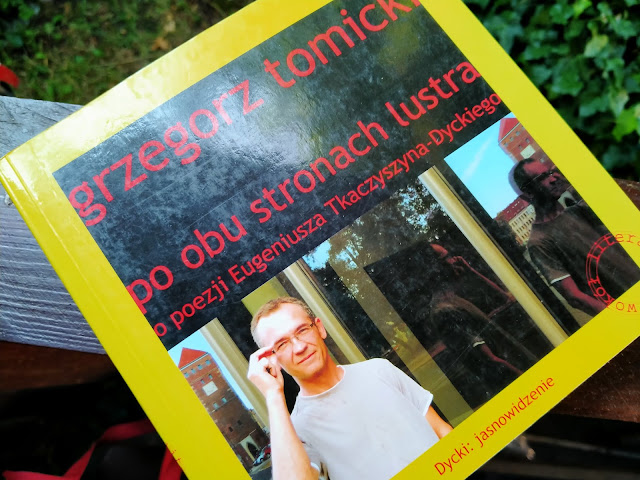 grzegorz tomicki
po obu stronach lustra
o poezji Eugeniusza Tkaczyszyna-Dyckiego
Dycki: jasnowidzenie